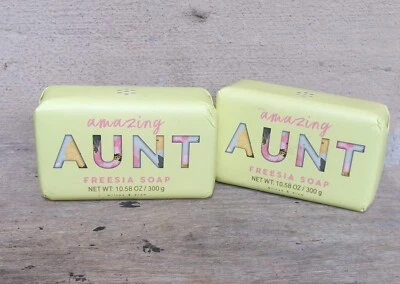 amazing
AUNT
FREESIA SOAP
NET WT: 10.58 OZ / 300 g
amazing
AUNT
FREESIA SOAP
NET WT: 10.58 OZ / 300 g